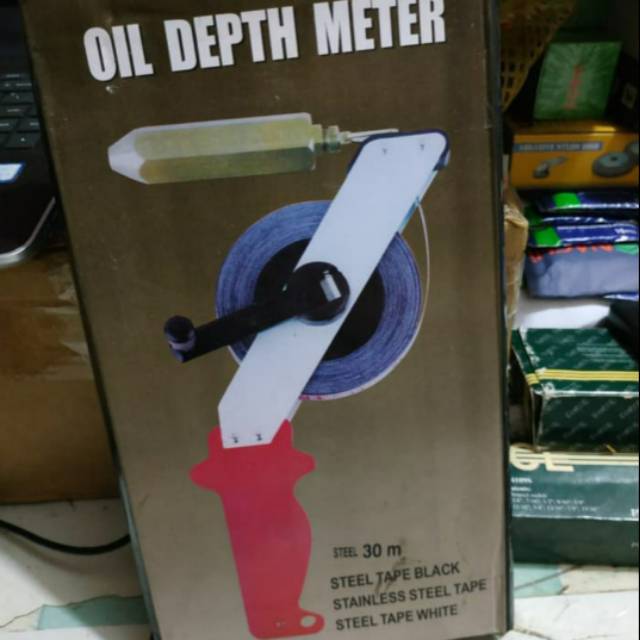 OIL DEPTH METER
STEEL 30 m
STEEL TAPE BLACK
STAINLESS STEEL TAPE
STEEL TAPE WHITE